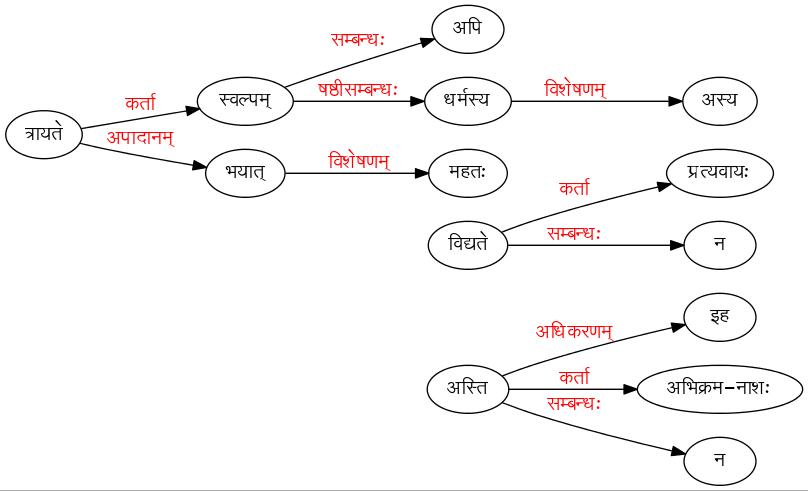 अपि
सम्बन्धः
स्वल्पम् षष्ठीसम्बन्धः धर्मस्य विशेषणम् अस्य
कर्ता
त्रायते
अपादानम्
भयात् विशेषणम् महतः
प्रत्यवायः
कर्ता
विद्यते सम्बन्धः न
इह
अधिकरणम्
कर्ता
अस्ति अभिक्रम-नाशः
सम्बन्धः
न